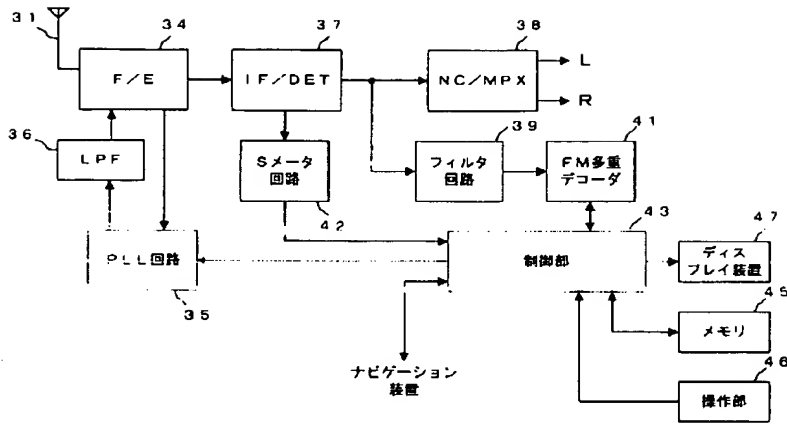 31
34
37
38
F/E
IF/DET
NC/MPX
L
R
36
39
41
LPF
Sメータ
回路
フィルタ
回路
FM多重
デコーダ
42
43
47
PLL回路
制御部
ディス
プレイ装置
35
45
メモリ
ナビゲーション
装置
46
操作部